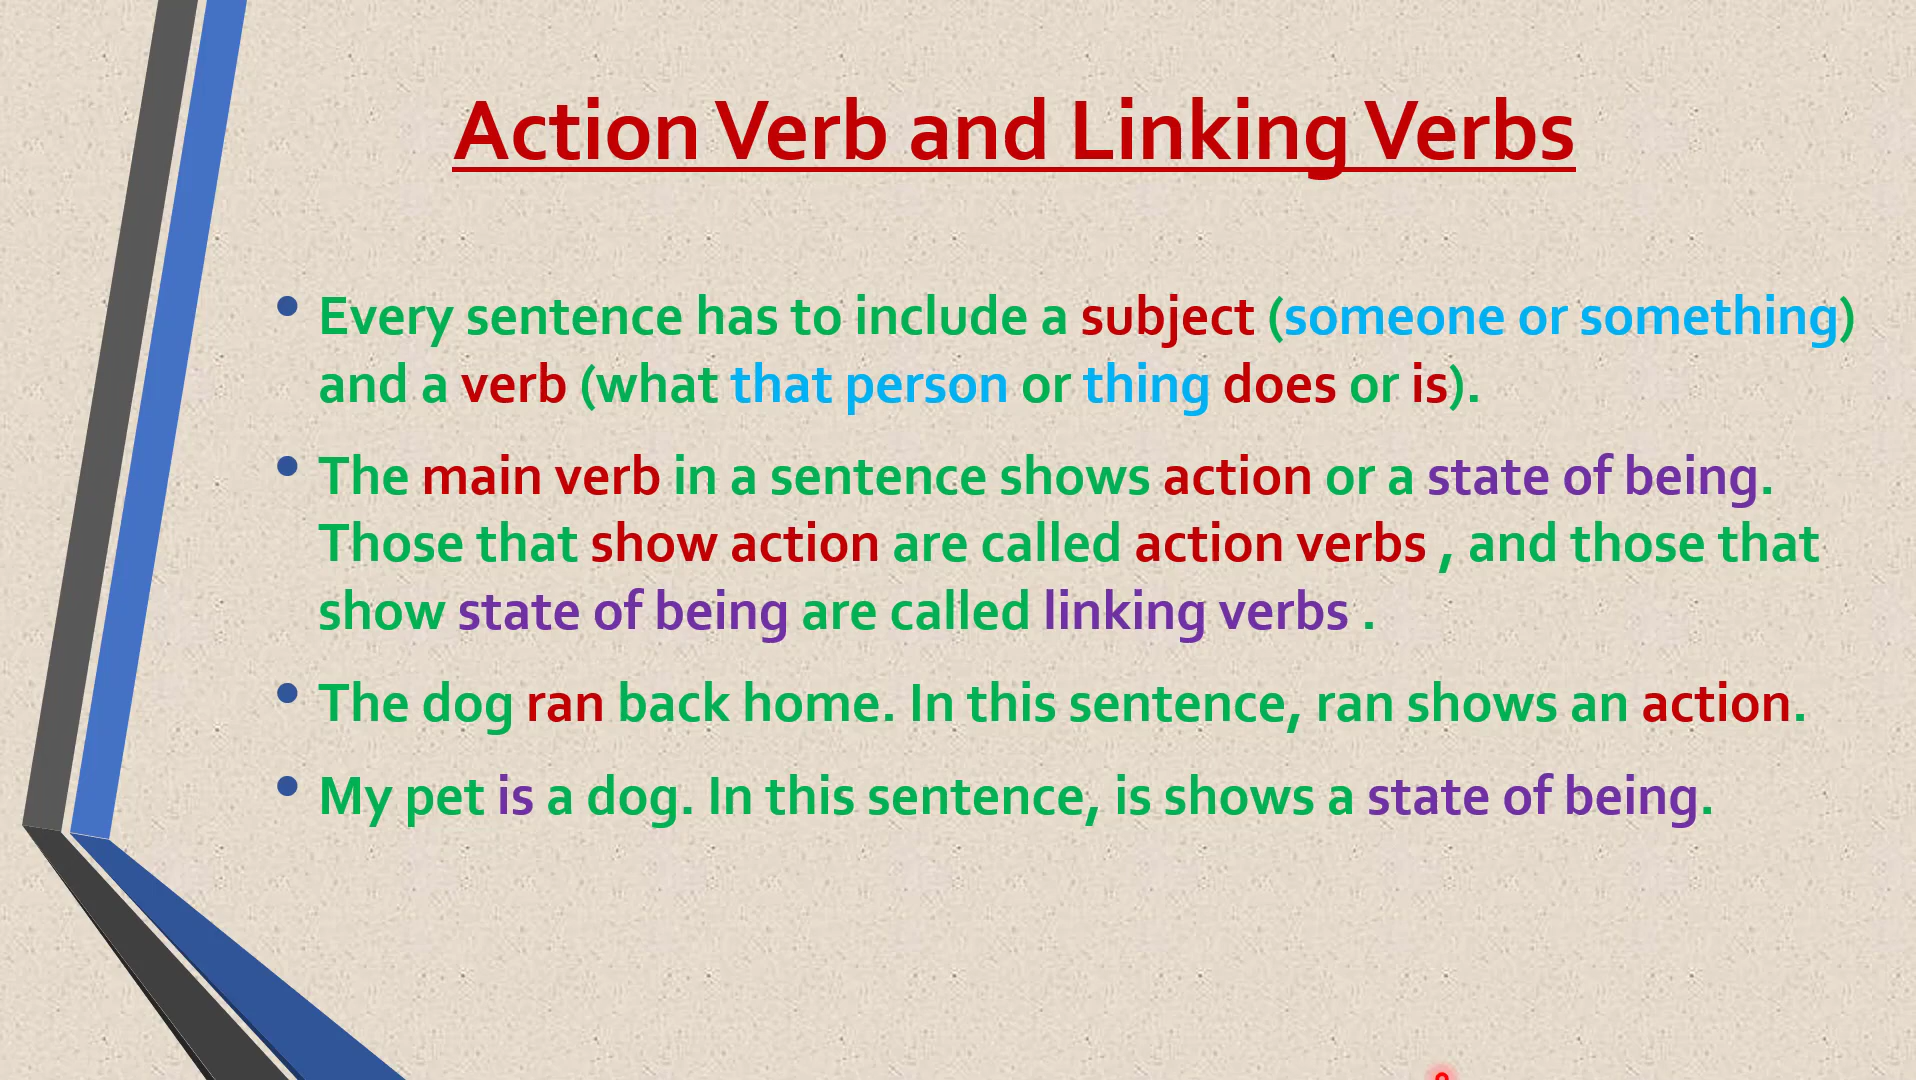 Action Verb and Linking Verbs
• Every sentence has to include a subject (someone or something)
and a verb (what that person or thing does or is).
• The main verb in a sentence shows action or a state of being.
Those that show action are called action verbs , and those that
show state of being are called linking verbs .
• The dog ran back home. In this sentence, ran shows an action.
• My pet is a dog. In this sentence, is shows a state of being.